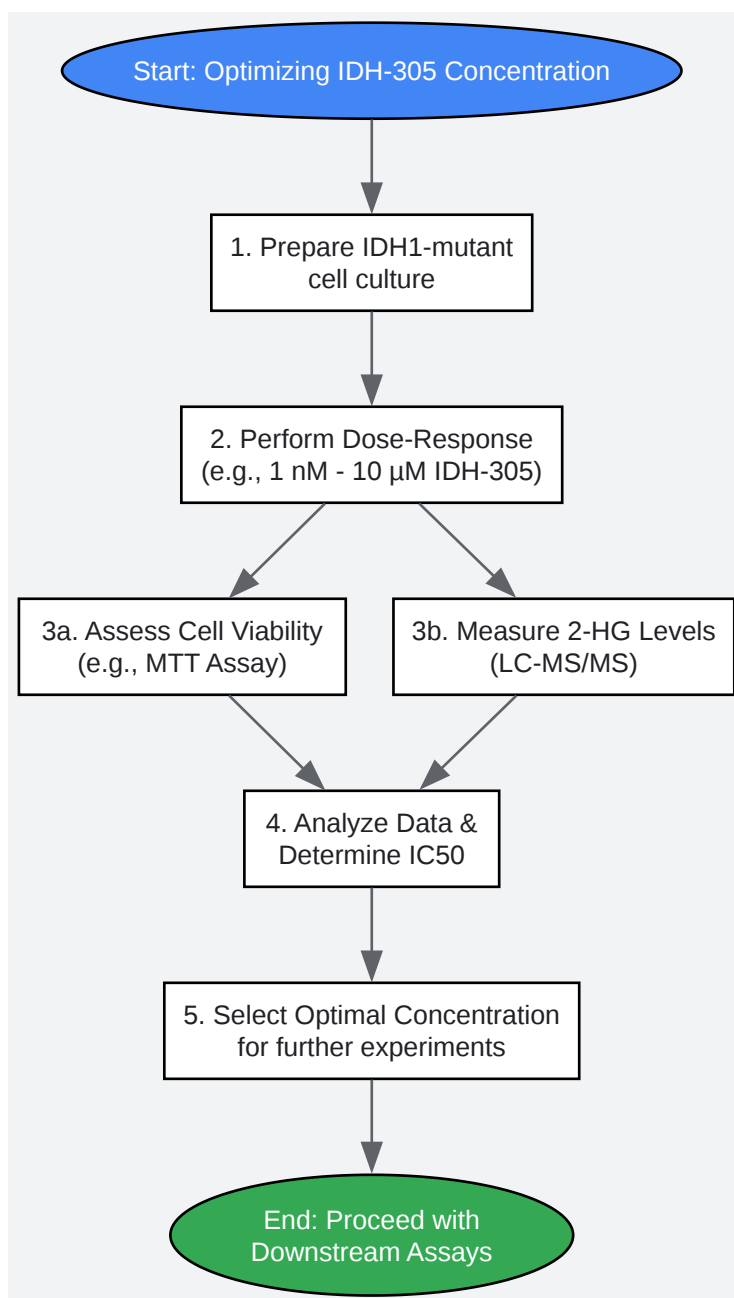 Start: Optimizing IDH-305 Concentration
1. Prepare IDH1-mutant
cell culture
2. Perform Dose-Response
(e.g., 1 nM - 10 µM IDH-305)
3a. Assess Cell Viability
(e.g., MTT Assay)
3b. Measure 2-HG Levels
(LC-MS/MS)
4. Analyze Data &
Determine IC50
5. Select Optimal Concentration
for further experiments
End: Proceed with
Downstream Assays